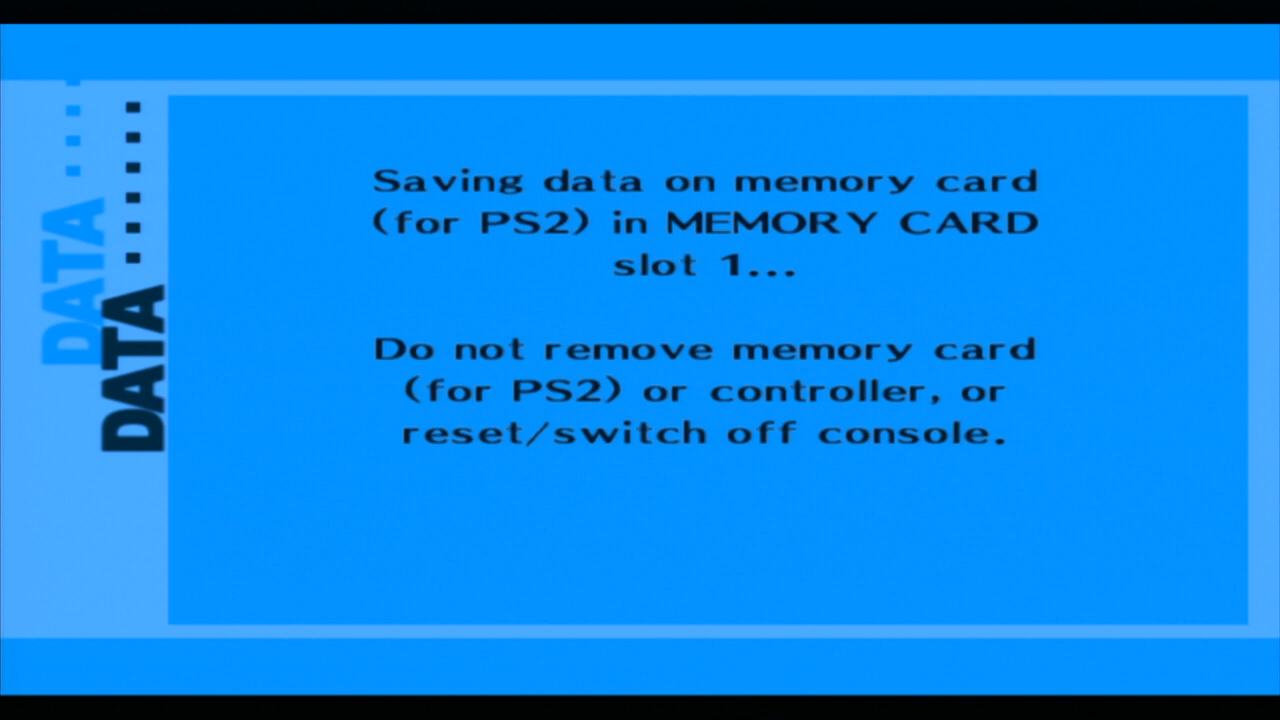 DATA
DATA
Saving data on memory card
(for PS2) in MEMORY CARD
slot 1...
Do not remove memory card
(for PS2) or controller, or
reset/switch off console.